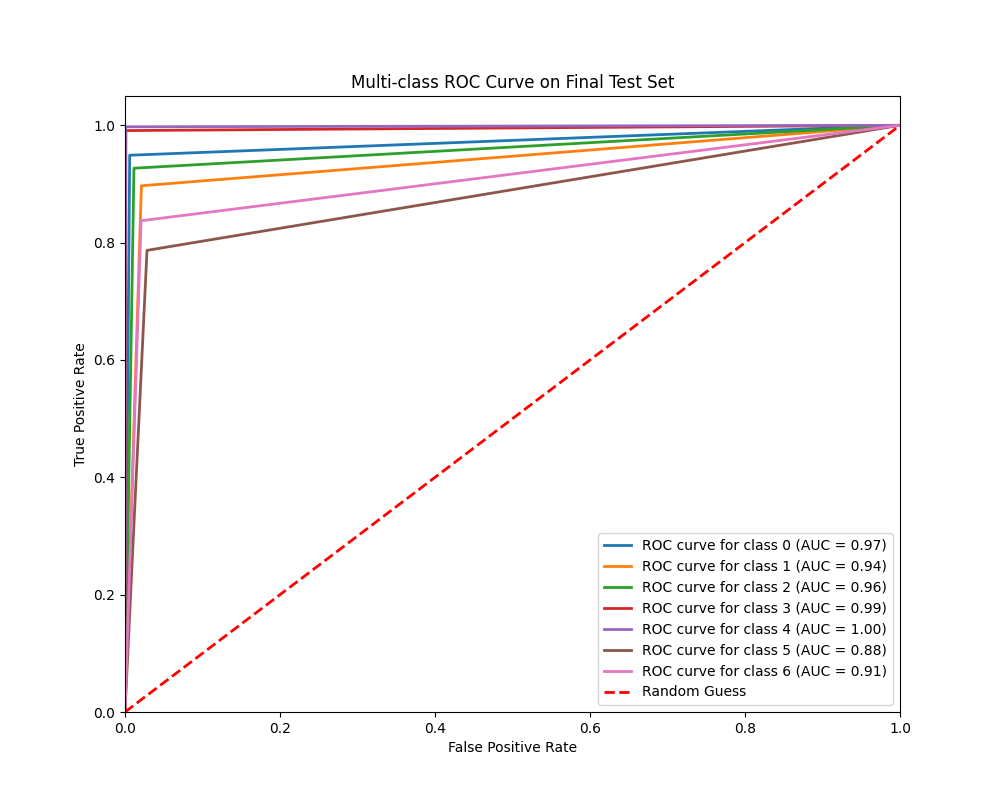 Multi-class ROC Curve on Final Test Set
1.0
0.8
0.6
0.4
0.2
0.0
True Positive Rate
0.0 0.2 0.4 0.6 0.8 1.0
False Positive Rate
ROC curve for class 0 (AUC = 0.97)
ROC curve for class 1 (AUC = 0.94)
ROC curve for class 2 (AUC = 0.96)
ROC curve for class 3 (AUC = 0.99)
ROC curve for class 4 (AUC = 1.00)
ROC curve for class 5 (AUC = 0.88)
ROC curve for class 6 (AUC = 0.91)
Random Guess